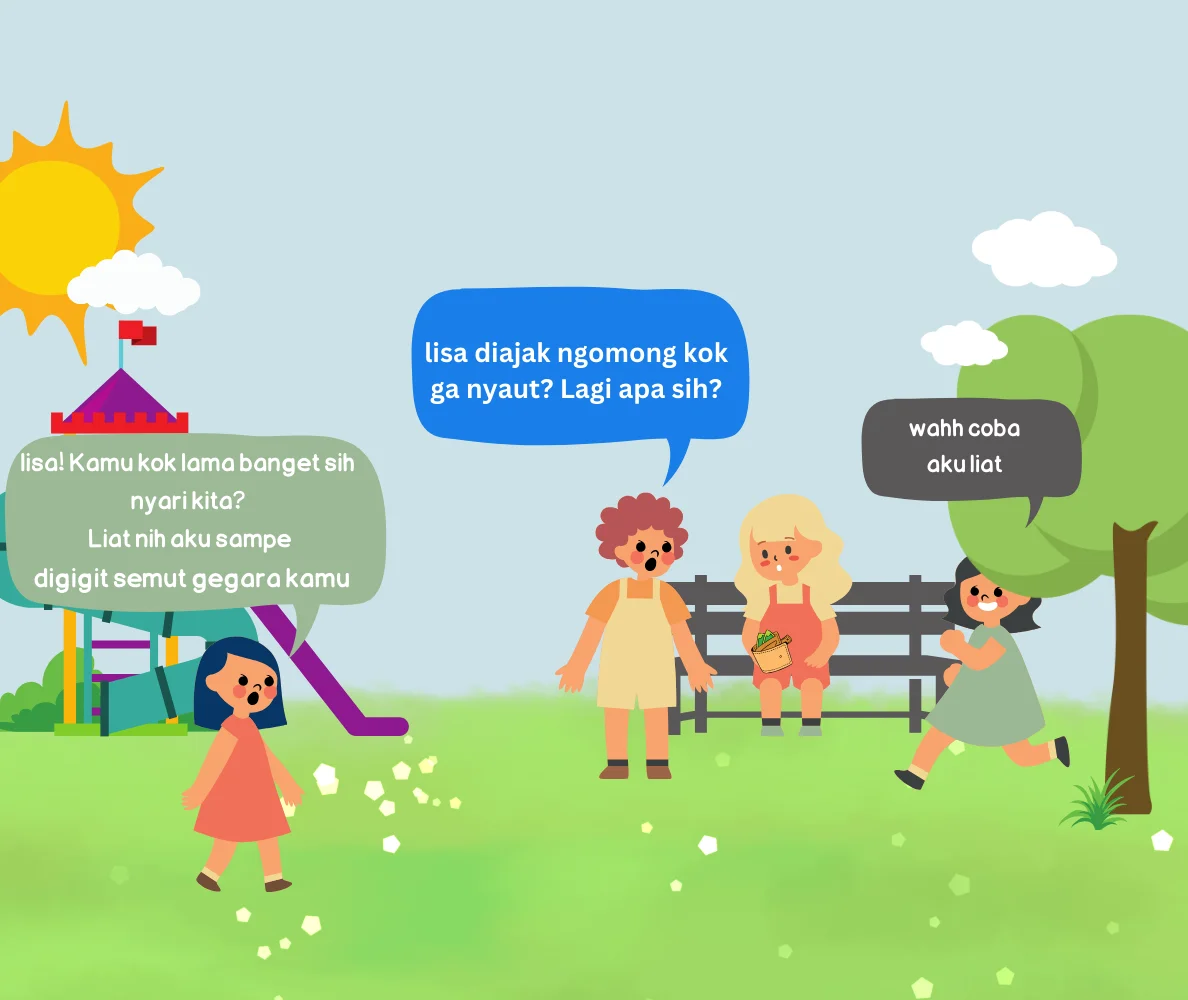 lisa! Kamu kok lama banget sih
nyari kita?
Liat nih aku sampe
digigit semut gegara kamu
lisa diajak ngomong kok
ga nyaut? Lagi apa sih?
wahh coba
aku liat